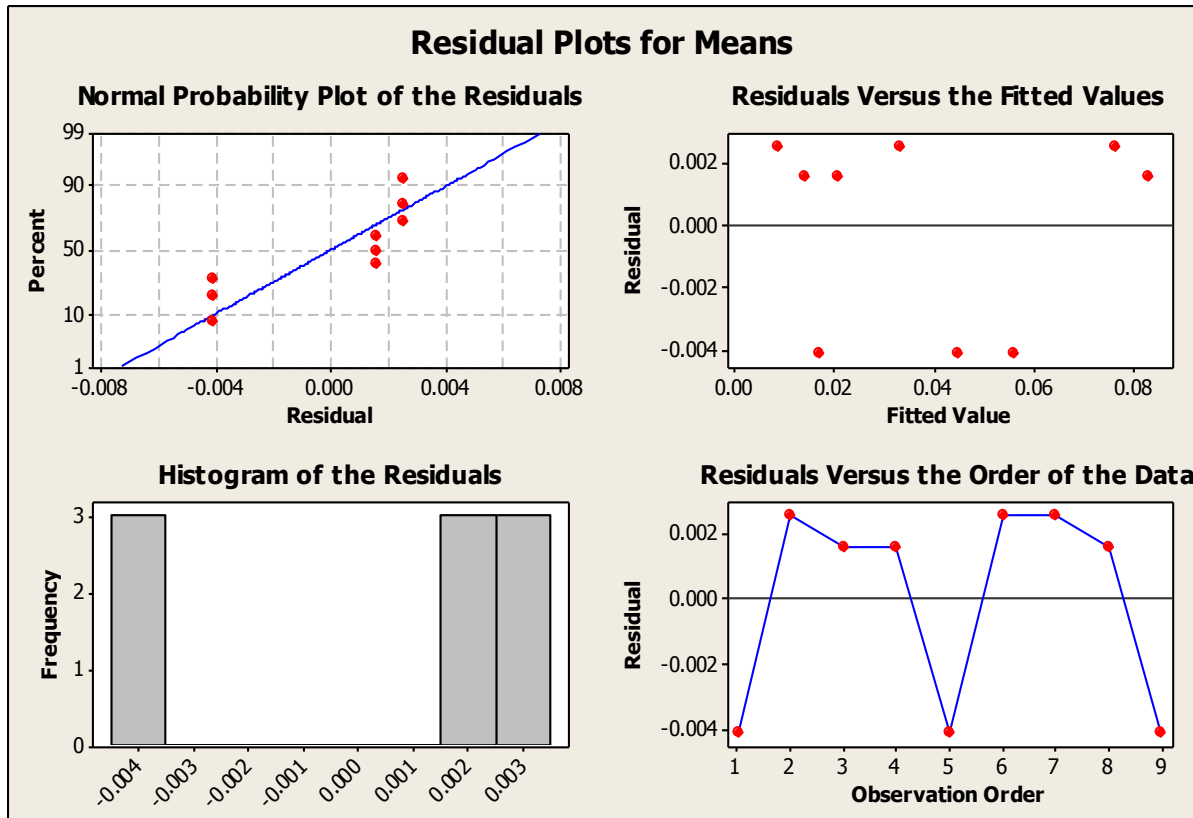 Residual Plots for Means
Normal Probability Plot of the Residuals
99
90
50
10
1
Percent
-0.008 -0.004 0.000 0.004 0.008
Residual
Residuals Versus the Fitted Values
0.002
0.000
-0.002
-0.004
Residual
0.00 0.02 0.04 0.06 0.08
Fitted Value
Histogram of the Residuals
3
2
1
0
Frequency
-0.004 -0.003 -0.002 -0.001 0.000 0.001 0.002 0.003
Residuals Versus the Order of the Data
0.002
0.000
-0.002
-0.004
Residual
1 2 3 4 5 6 7 8 9
Observation Order